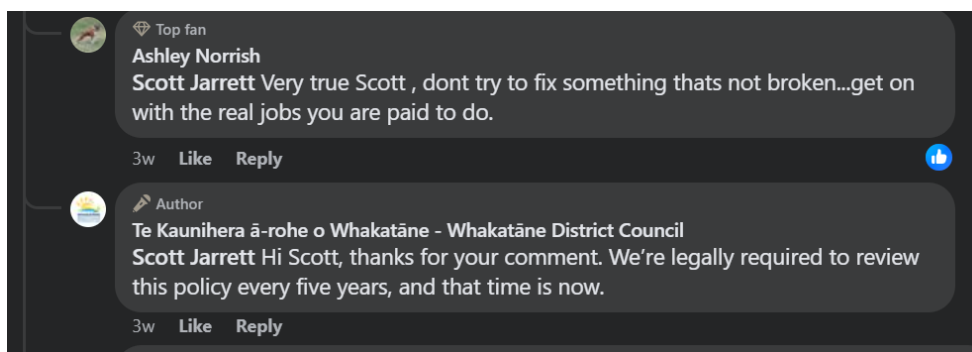 Top fan
Ashley Norrish
Scott Jarrett Very true Scott , dont try to fix something thats not broken...get on
with the real jobs you are paid to do.
3w Like Reply
Author
Te Kaunihera ā-rohe o Whakatāne - Whakatāne District Council
Scott Jarrett Hi Scott, thanks for your comment. We’re legally required to review
this policy every five years, and that time is now.
3w Like Reply